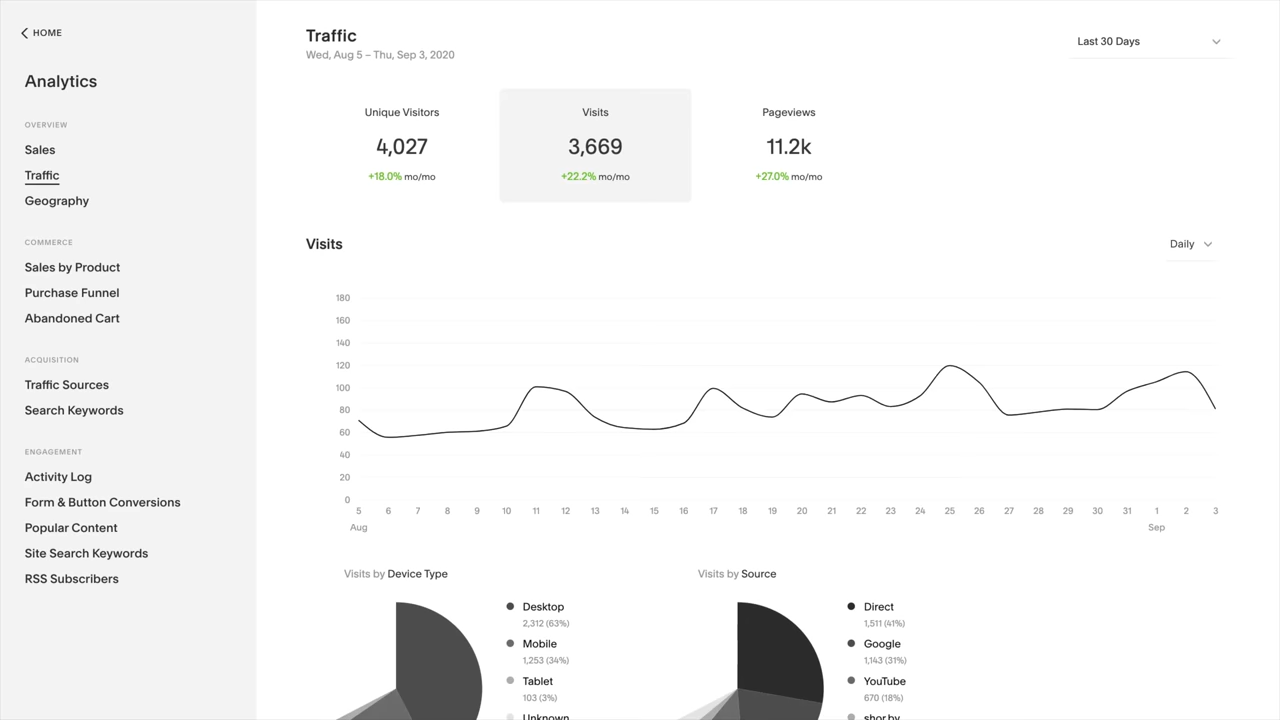 HOME
Analytics
OVERVIEW
Sales
Traffic
Geography
COMMERCE
Sales by Product
Purchase Funnel
Abandoned Cart
ACQUISITION
Traffic Sources
Search Keywords
ENGAGEMENT
Activity Log
Form & Button Conversions
Popular Content
Site Search Keywords
RSS Subscribers
Traffic
Wed, Aug 5 – Thu, Sep 3, 2020
Last 30 Days
Unique Visitors
4,027
+18.0% mo/mo
Visits
3,669
+22.2% mo/mo
Pageviews
11.2k
+27.0% mo/mo
Visits
Daily
180
160
140
120
100
80
60
40
20
0
5 6 7 8 9 10 11 12 13 14 15 16 17 18 19 20 21 22 23 24 25 26 27 28 29 30 31 1 2 3
Aug Sep
Visits by Device Type
Desktop
2,312 (63%)
Mobile
1,253 (34%)
Tablet
103 (3%)
Unknown
Visits by Source
Direct
1,511 (41%)
Google
1,143 (31%)
YouTube
670 (18%)
shor.by